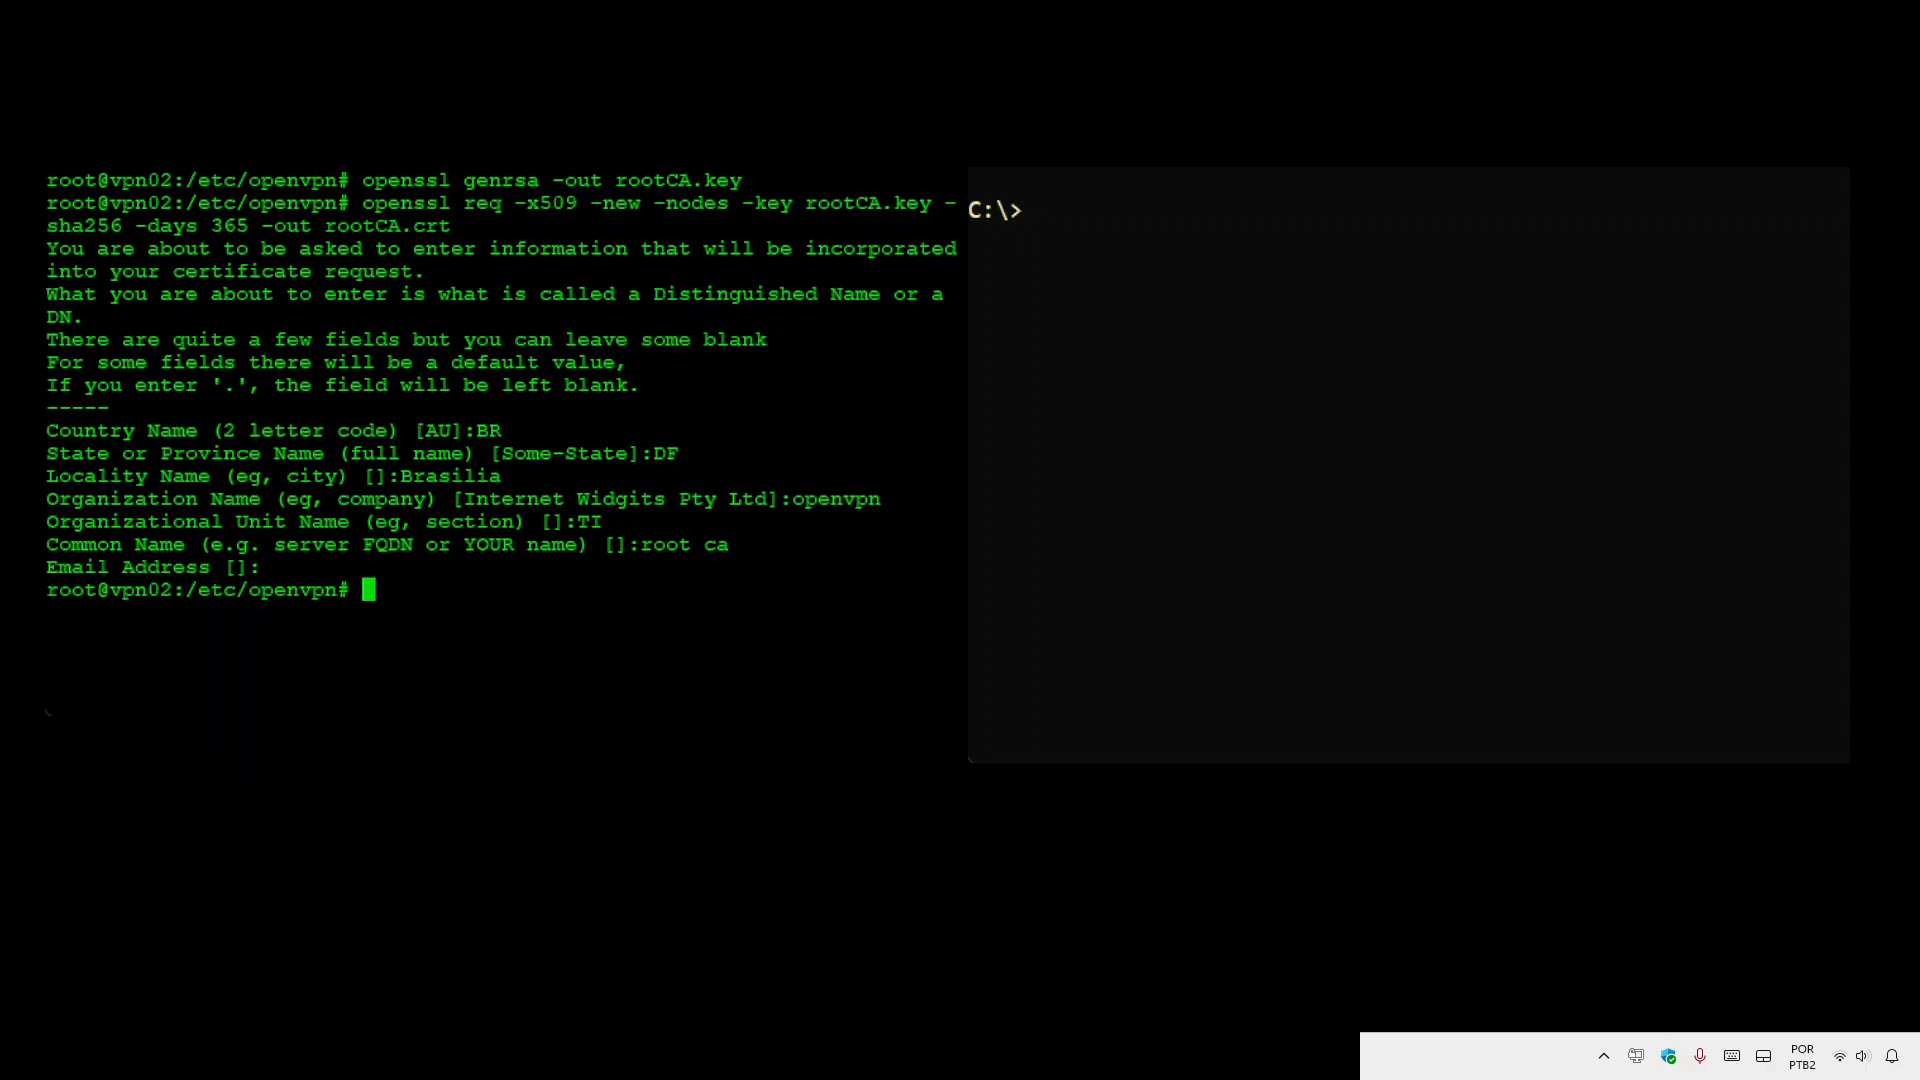 root@vpn02:/etc/openvpn# openssl genrsa -out rootCA.key
root@vpn02:/etc/openvpn# openssl req -x509 -new -nodes -key rootCA.key -
sha256 -days 365 -out rootCA.crt
You are about to be asked to enter information that will be incorporated
into your certificate request.
What you are about to enter is what is called a Distinguished Name or a
DN.
There are quite a few fields but you can leave some blank
For some fields there will be a default value,
If you enter '.', the field will be left blank.
-----
Country Name (2 letter code) [AU]:BR
State or Province Name (full name) [Some-State]:DF
Locality Name (eg, city) []:Brasilia
Organization Name (eg, company) [Internet Widgits Pty Ltd]:openvpn
Organizational Unit Name (eg, section) []:TI
Common Name (e.g. server FQDN or YOUR name) []:root ca
Email Address []:
root@vpn02:/etc/openvpn#
C:\>
POR
PTB2